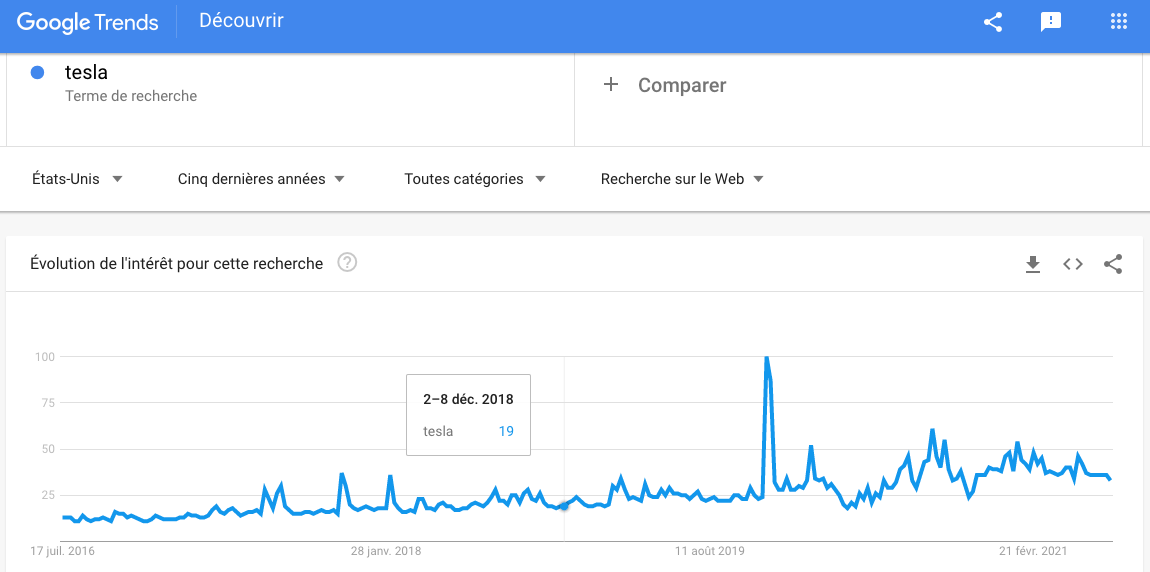 Google Trends Découvrir
tesla
Terme de recherche
+ Comparer
États-Unis Cinq dernières années Toutes catégories Recherche sur le Web
Évolution de l'intérêt pour cette recherche ?
100
75
50
25
2–8 déc. 2018
tesla 19
17 juil. 2016 28 janv. 2018 11 août 2019 21 févr. 2021